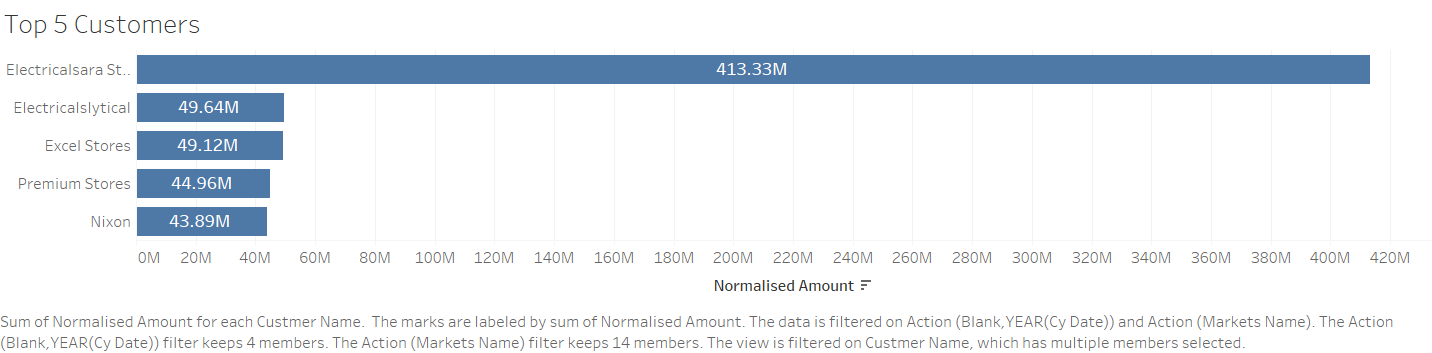 Top 5 Customers
Electricalsara St.. 413.33M
Electricalslytical 49.64M
Excel Stores 49.12M
Premium Stores 44.96M
Nixon 43.89M
0M 20M 40M 60M 80M 100M 120M 140M 160M 180M 200M 220M 240M 260M 280M 300M 320M 340M 360M 380M 400M 420M
Normalised Amount
Sum of Normalised Amount for each Custmer Name. The marks are labeled by sum of Normalised Amount. The data is filtered on Action (Blank,YEAR(Cy Date)) and Action (Markets Name). The Action
(Blank,YEAR(Cy Date)) filter keeps 4 members. The Action (Markets Name) filter keeps 14 members. The view is filtered on Custmer Name, which has multiple members selected.